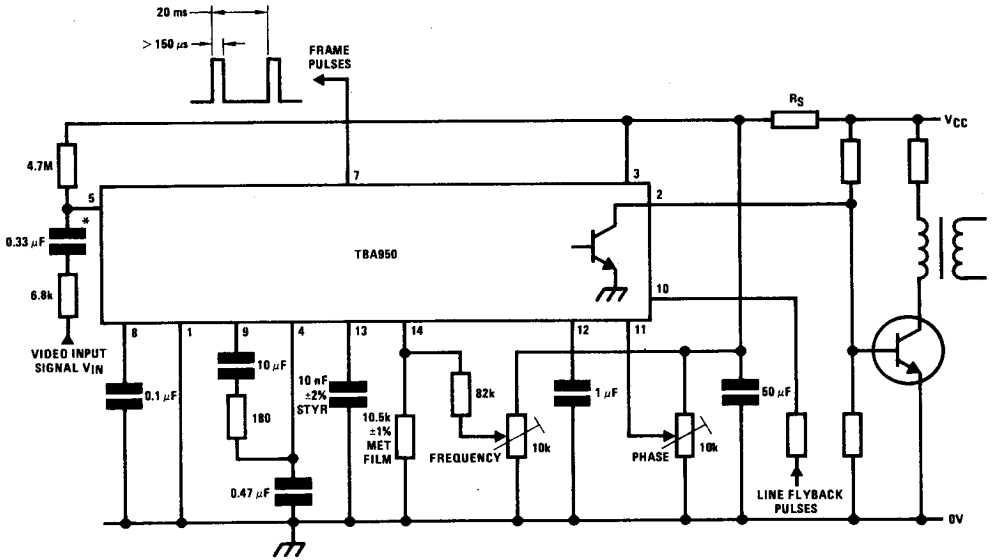 20 ms
> 150 µs
FRAME
PULSES
RS
VCC
4.7M
7
3
5
2
*
0.33 µF
TBA950
6.8k
10
8
1
9
4
13
14
12
11
VIDEO INPUT
SIGNAL VIN
0.1 µF
10 µF
180
10 nF
±2%
STYR
10.5k
±1%
MET
FILM
82k
FREQUENCY
10k
1 µF
PHASE
10k
50 µF
0.47 µF
LINE FLYBACK
PULSES
0V